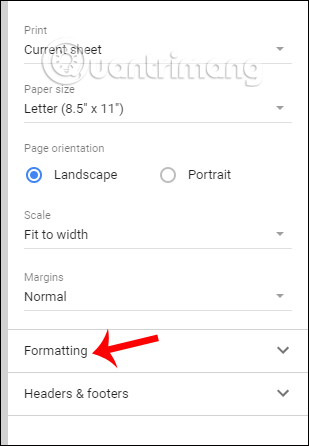 Print
Current sheet
Quantrimang
Paper size
Letter (8.5" x 11")
Page orientation
Landscape
Portrait
Scale
Fit to width
Margins
Normal
Formatting
Headers & footers